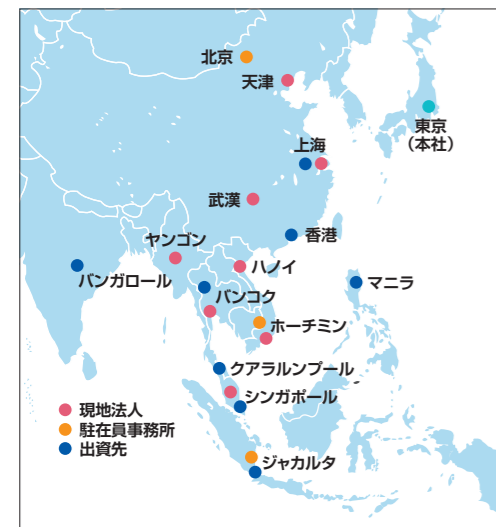 北京
天津
東京
（本社）
上海
武漢
香港
ヤンゴン
ハノイ
バンガロール
バンコク
マニラ
ホーチミン
クアラルンプール
シンガポール
ジャカルタ
現地法人
駐在員事務所
出資先